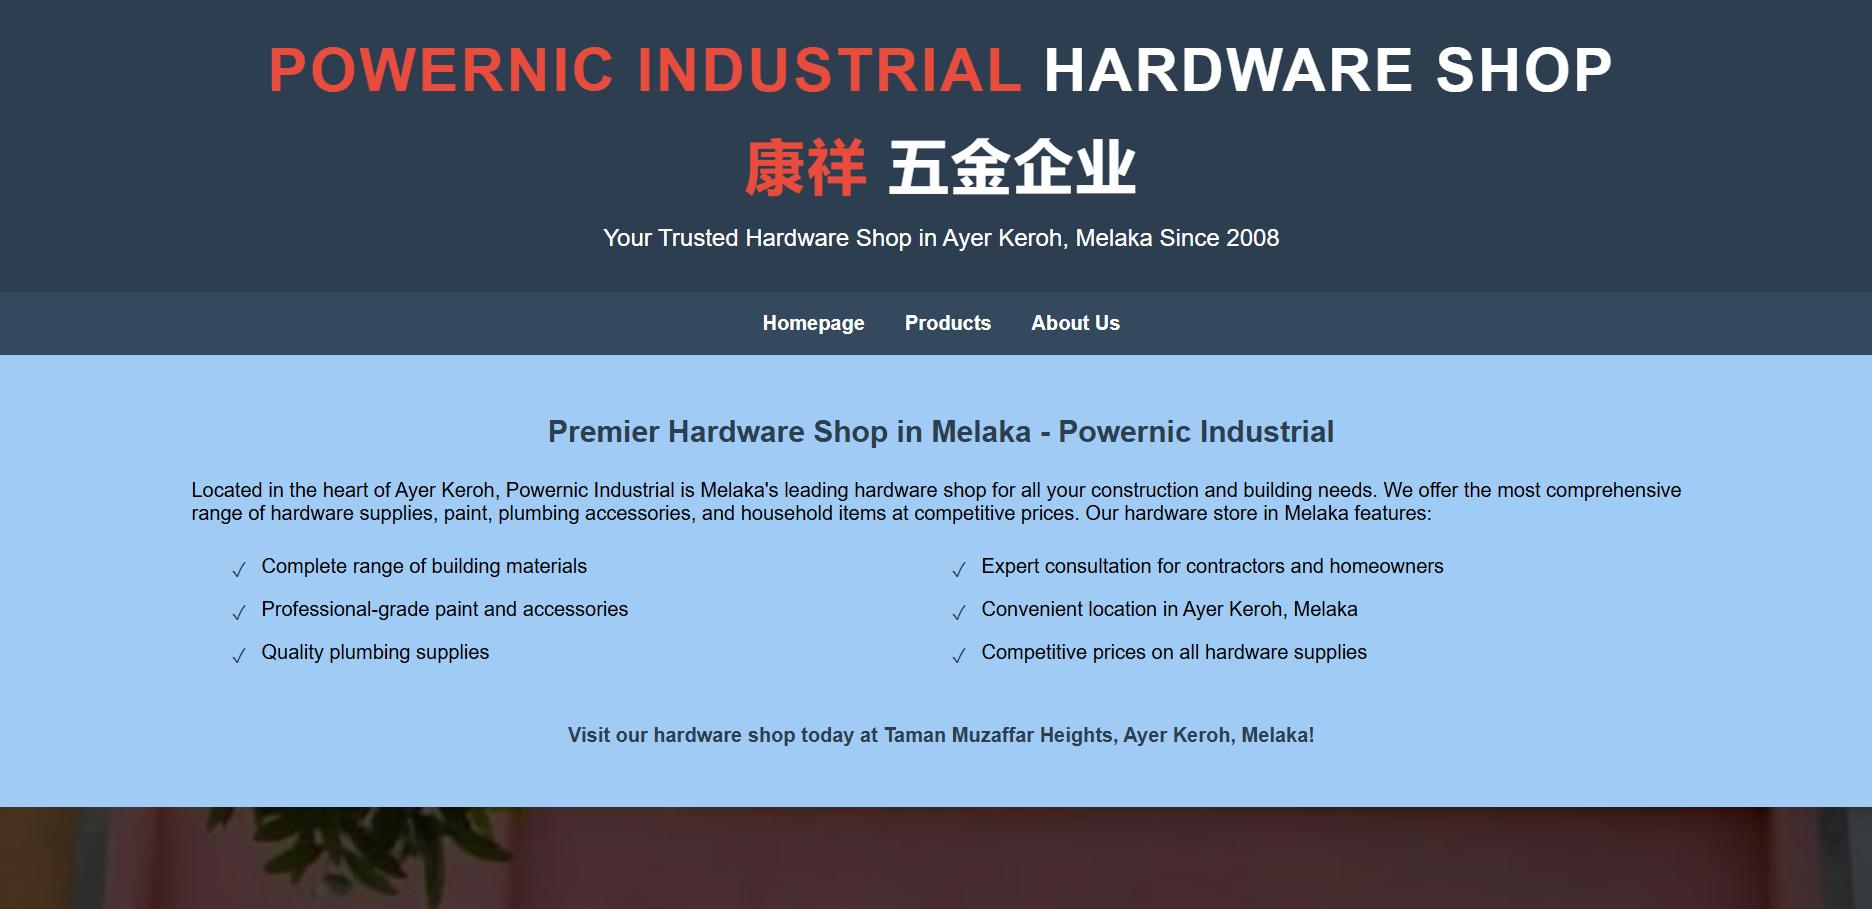 POWERNIC INDUSTRIAL HARDWARE SHOP
康祥 五金企业
Your Trusted Hardware Shop in Ayer Keroh, Melaka Since 2008
Homepage Products About Us
Premier Hardware Shop in Melaka - Powernic Industrial
Located in the heart of Ayer Keroh, Powernic Industrial is Melaka's leading hardware shop for all your construction and building needs. We offer the most comprehensive
range of hardware supplies, paint, plumbing accessories, and household items at competitive prices. Our hardware store in Melaka features:
✓ Complete range of building materials
✓ Professional-grade paint and accessories
✓ Quality plumbing supplies
✓ Expert consultation for contractors and homeowners
✓ Convenient location in Ayer Keroh, Melaka
✓ Competitive prices on all hardware supplies
Visit our hardware shop today at Taman Muzaffar Heights, Ayer Keroh, Melaka!